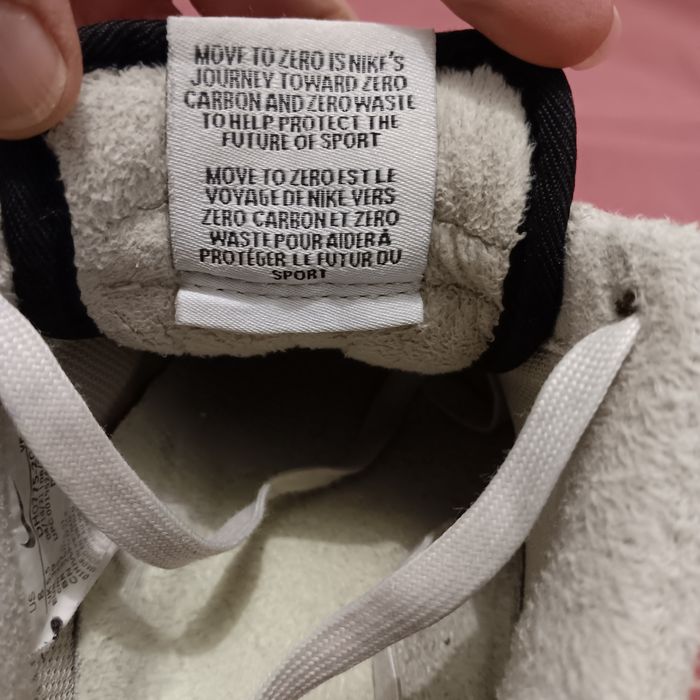 MOVE TO ZERO IS NIKE'S
JOURNEY TOWARD ZERO
CARBON AND ZERO WASTE
TO HELP PROTECT THE
FUTURE OF SPORT
MOVE TO ZERO EST LE
VOYAGE DE NIKE VERS
ZERO CARBON ET ZERO
WASTE POUR AIDER À
PROTÉGER LE FUTUR DU
SPORT